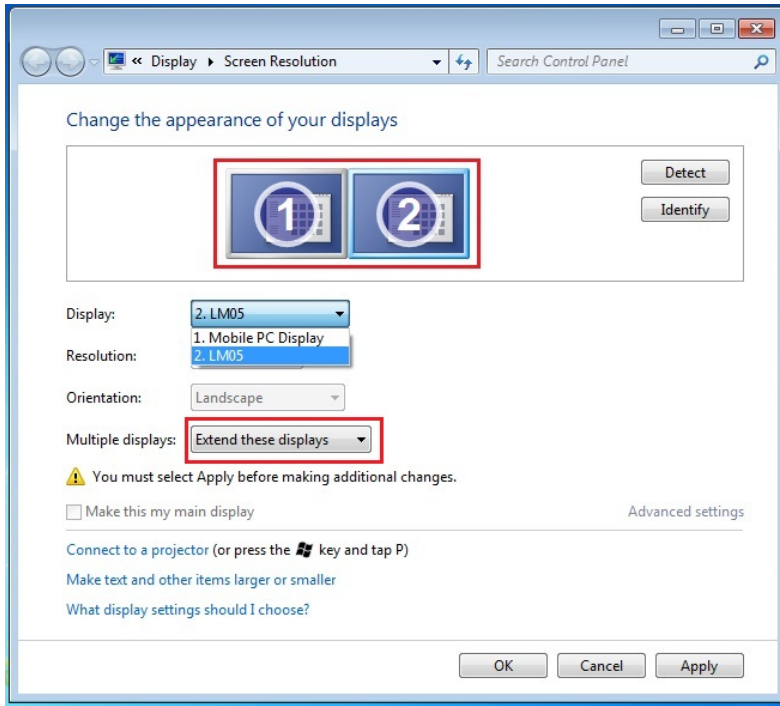 « Display ▸ Screen Resolution Search Control Panel
Change the appearance of your displays
1 2
Detect
Identify
Display: 2. LM05
1. Mobile PC Display
Resolution: 2. LM05
Orientation: Landscape
Multiple displays: Extend these displays
You must select Apply before making additional changes.
Make this my main display Advanced settings
Connect to a projector (or press the key and tap P)
Make text and other items larger or smaller
What display settings should I choose?
OK Cancel Apply